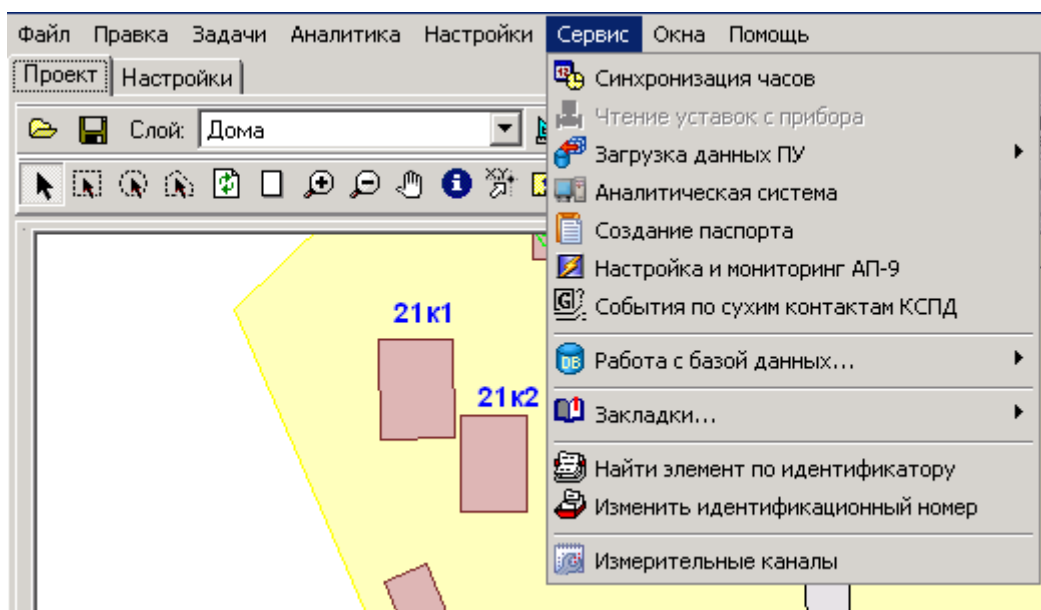 Файл Правка Задачи Аналитика Настройки Сервис Окна Помощь
Проект Настройки
Слой: Дома
Синхронизация часов
Чтение уставок с прибора
Загрузка данных ПУ
Аналитическая система
Создание паспорта
Настройка и мониторинг АП-9
События по сухим контактам КСПД
Работа с базой данных...
Закладки...
Найти элемент по идентификатору
Изменить идентификационный номер
Измерительные каналы
21к1
21к2